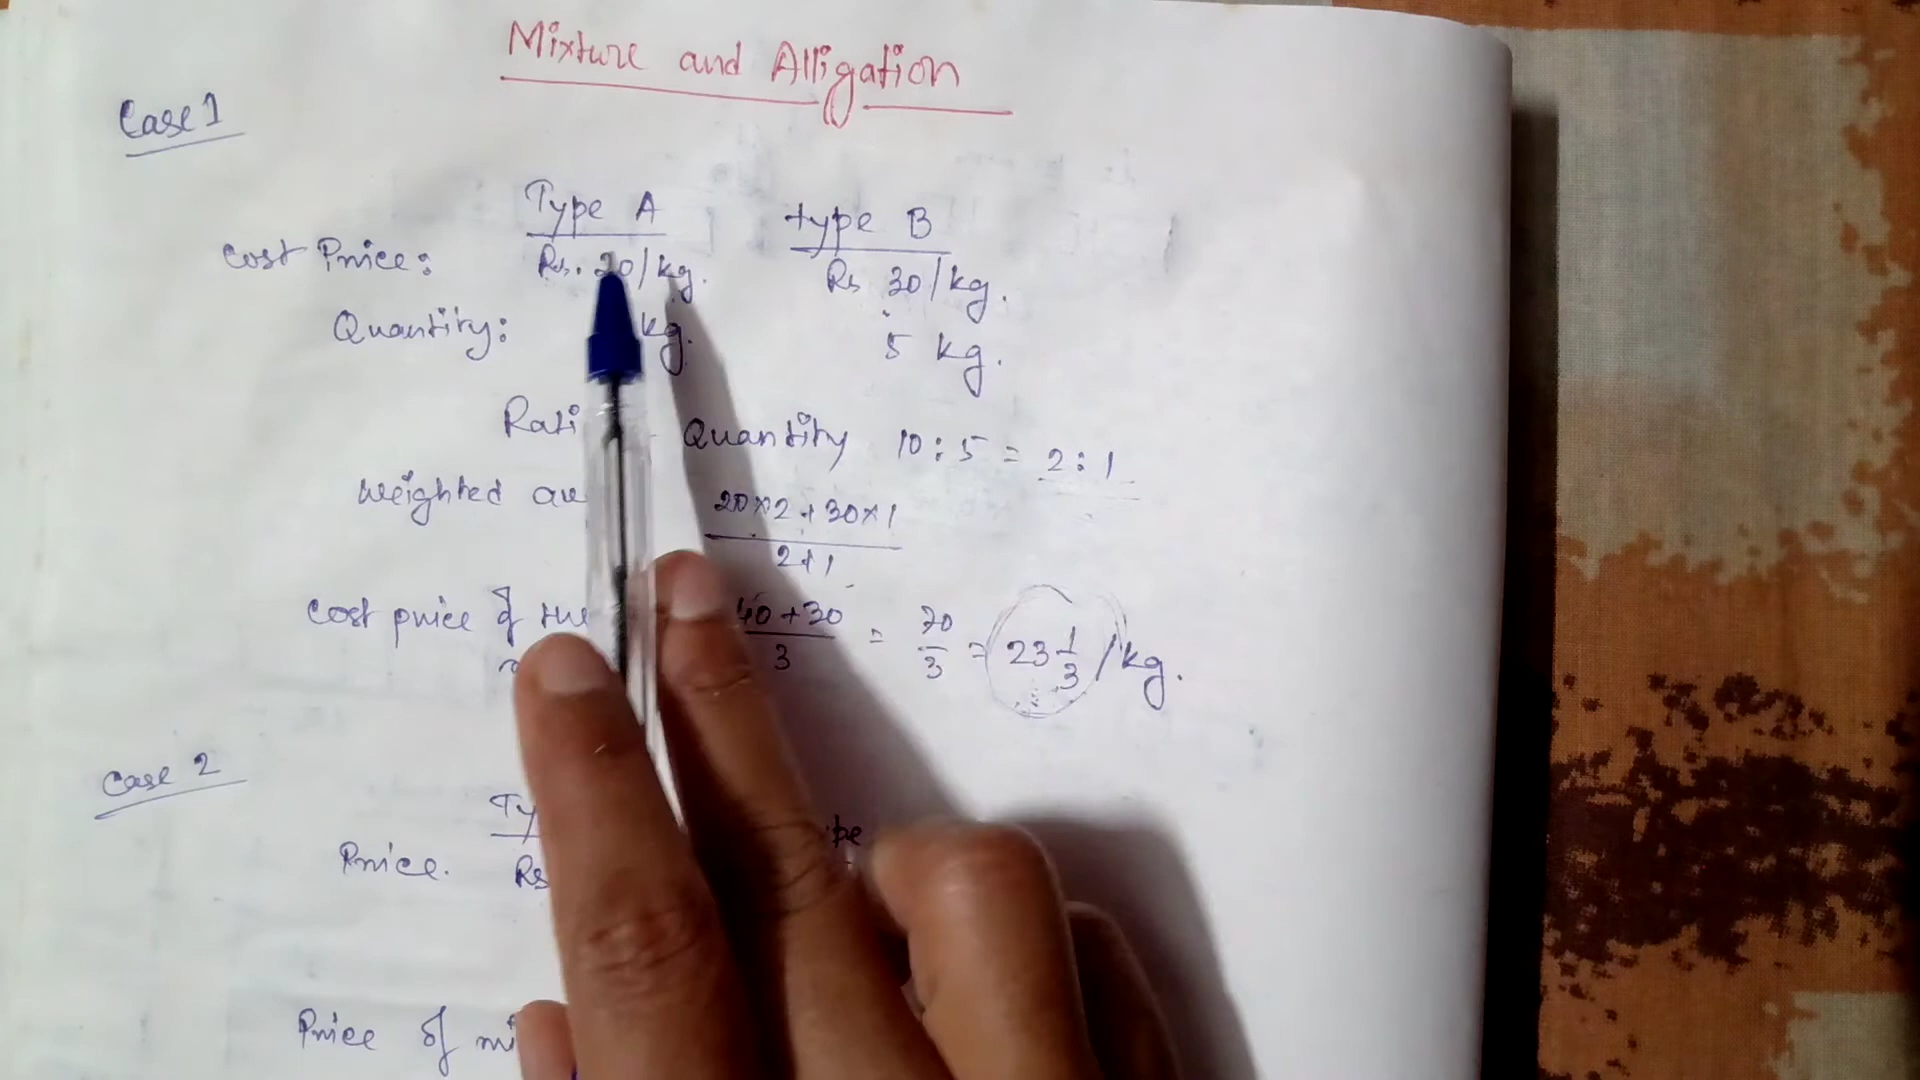 Mixture and Alligation
Case 1
Type A type B
Cost Price: Rs. 20/kg. Rs 30/kg.
Quantity: kg. 5 kg.
Quantity 10:5 = 2:1
Weighted 20×2+30×1
2+1
Cost price of the 40+30 = 70 = 23 1/3 /kg.
3 3
Case 2
Price. Rs
Price of